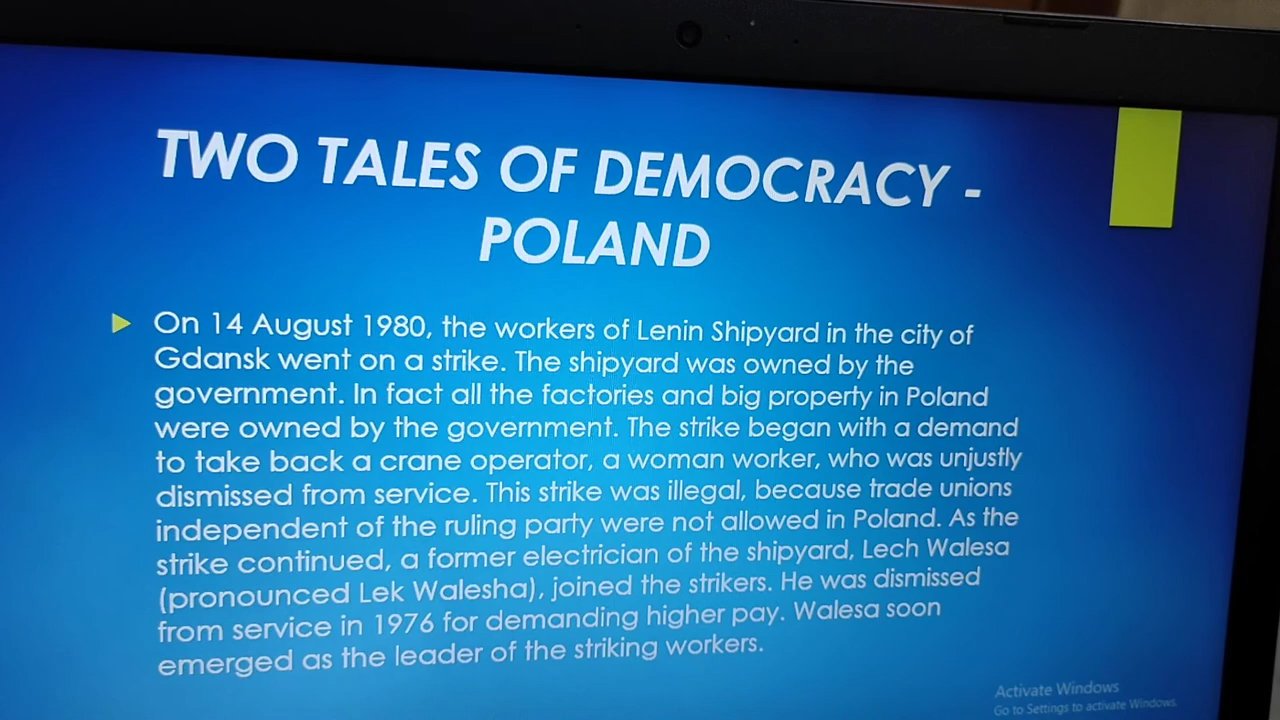 TWO TALES OF DEMOCRACY -
POLAND
On 14 August 1980, the workers of Lenin Shipyard in the city of
Gdansk went on a strike. The shipyard was owned by the
government. In fact all the factories and big property in Poland
were owned by the government. The strike began with a demand
to take back a crane operator, a woman worker, who was unjustly
dismissed from service. This strike was illegal, because trade unions
independent of the ruling party were not allowed in Poland. As the
strike continued, a former electrician of the shipyard, Lech Walesa
(pronounced Lek Walesha), joined the strikers. He was dismissed
from service in 1976 for demanding higher pay. Walesa soon
emerged as the leader of the striking workers.
Activate Windows
Go to Settings to activate Windows.